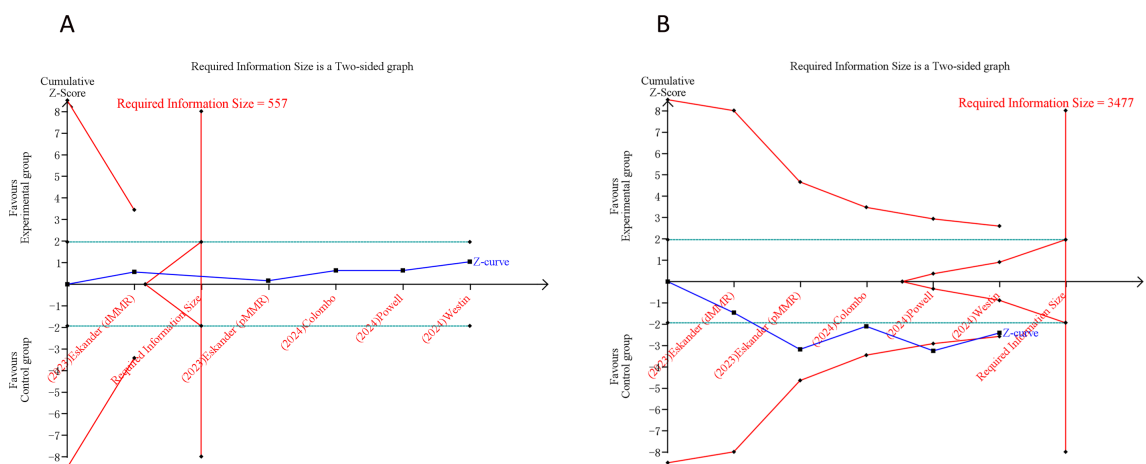 A
Required Information Size is a Two-sided graph
Cumulative
Z-Score
Required Information Size = 557
8
7
6
5
4
3
2
1
−1
−2
−3
−4
−5
−6
−7
−8
Favours
Experimental group
Favours
Control group
Z-curve
(2023)Eskander (dMMR)
Required Information Size
(2023)Eskander (pMMR)
(2024)Colombo
(2024)Powell
(2024)Westin
B
Required Information Size is a Two-sided graph
Cumulative
Z-Score
Required Information Size = 3477
8
7
6
5
4
3
2
1
−1
−2
−3
−4
−5
−6
−7
−8
Favours
Experimental group
Favours
Control group
Z-curve
(2023)Eskander (dMMR)
(2023)Eskander (pMMR)
(2024)Colombo
(2024)Powell
(2024)Westin
Required Information Size